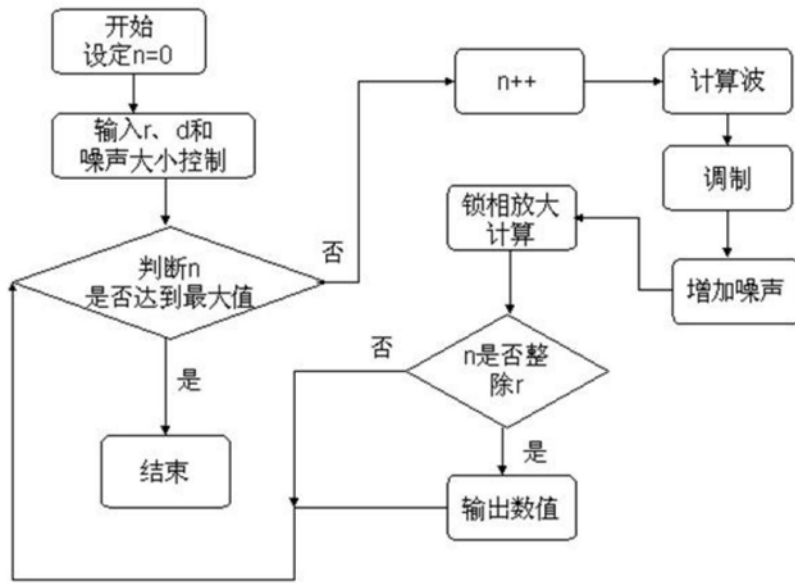 开始
设定n=0
输入r、d和
噪声大小控制
判断n
是否达到最大值
否
是
结束
n++
计算波
调制
增加噪声
锁相放大
计算
n是否整
除r
否
是
输出数值